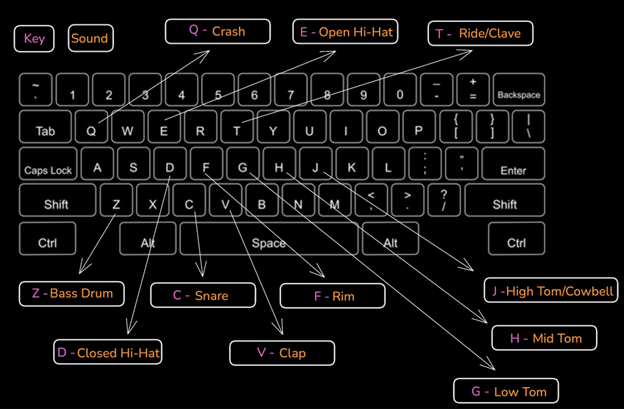 Key
Sound
Q - Crash
E - Open Hi-Hat
T - Ride/Clave
~ ` 1 2 3 4 5 6 7 8 9 0 _ - + = Backspace
Tab Q W E R T Y U I O P { [ } ] | \
Caps Lock A S D F G H J K L : ; " ' Enter
Shift Z X C V B N M < , > . ? / Shift
Ctrl Alt Space Alt Ctrl
Z - Bass Drum
C - Snare
F - Rim
J - High Tom/Cowbell
D - Closed Hi-Hat
V - Clap
H - Mid Tom
G - Low Tom